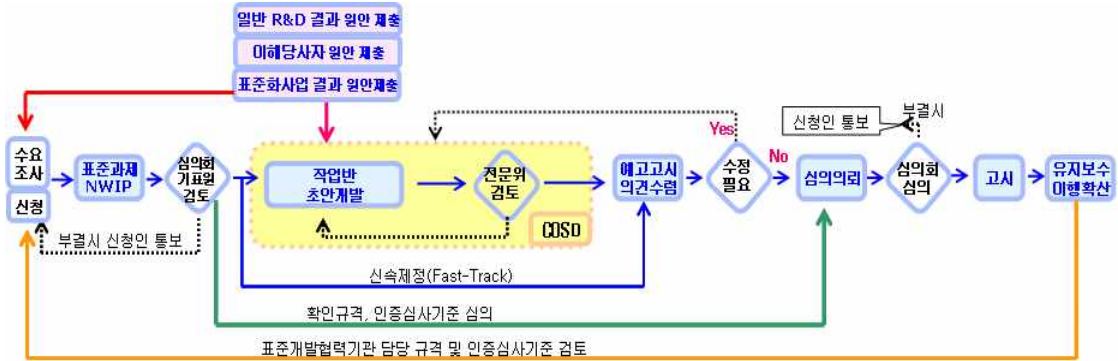 일반 R&D 결과 원안 제출
이해당사자 원안 제출
표준화사업 결과 원안제출
수요
조사
신청
표준과제
NWIP
심의회
기표원
검토
작업반
초안개발
전문위
검토
COSD
예고고시
의견수렴
Yes
수정
필요
No
심의의뢰
신청인 통보
부결시
심의회
심의
고시
유지보수
이행확산
부결시 신청인 통보
신속제정(Fast-Track)
확인규격, 인증심사기준 심의
표준개발협력기관 담당 규격 및 인증심사기준 검토